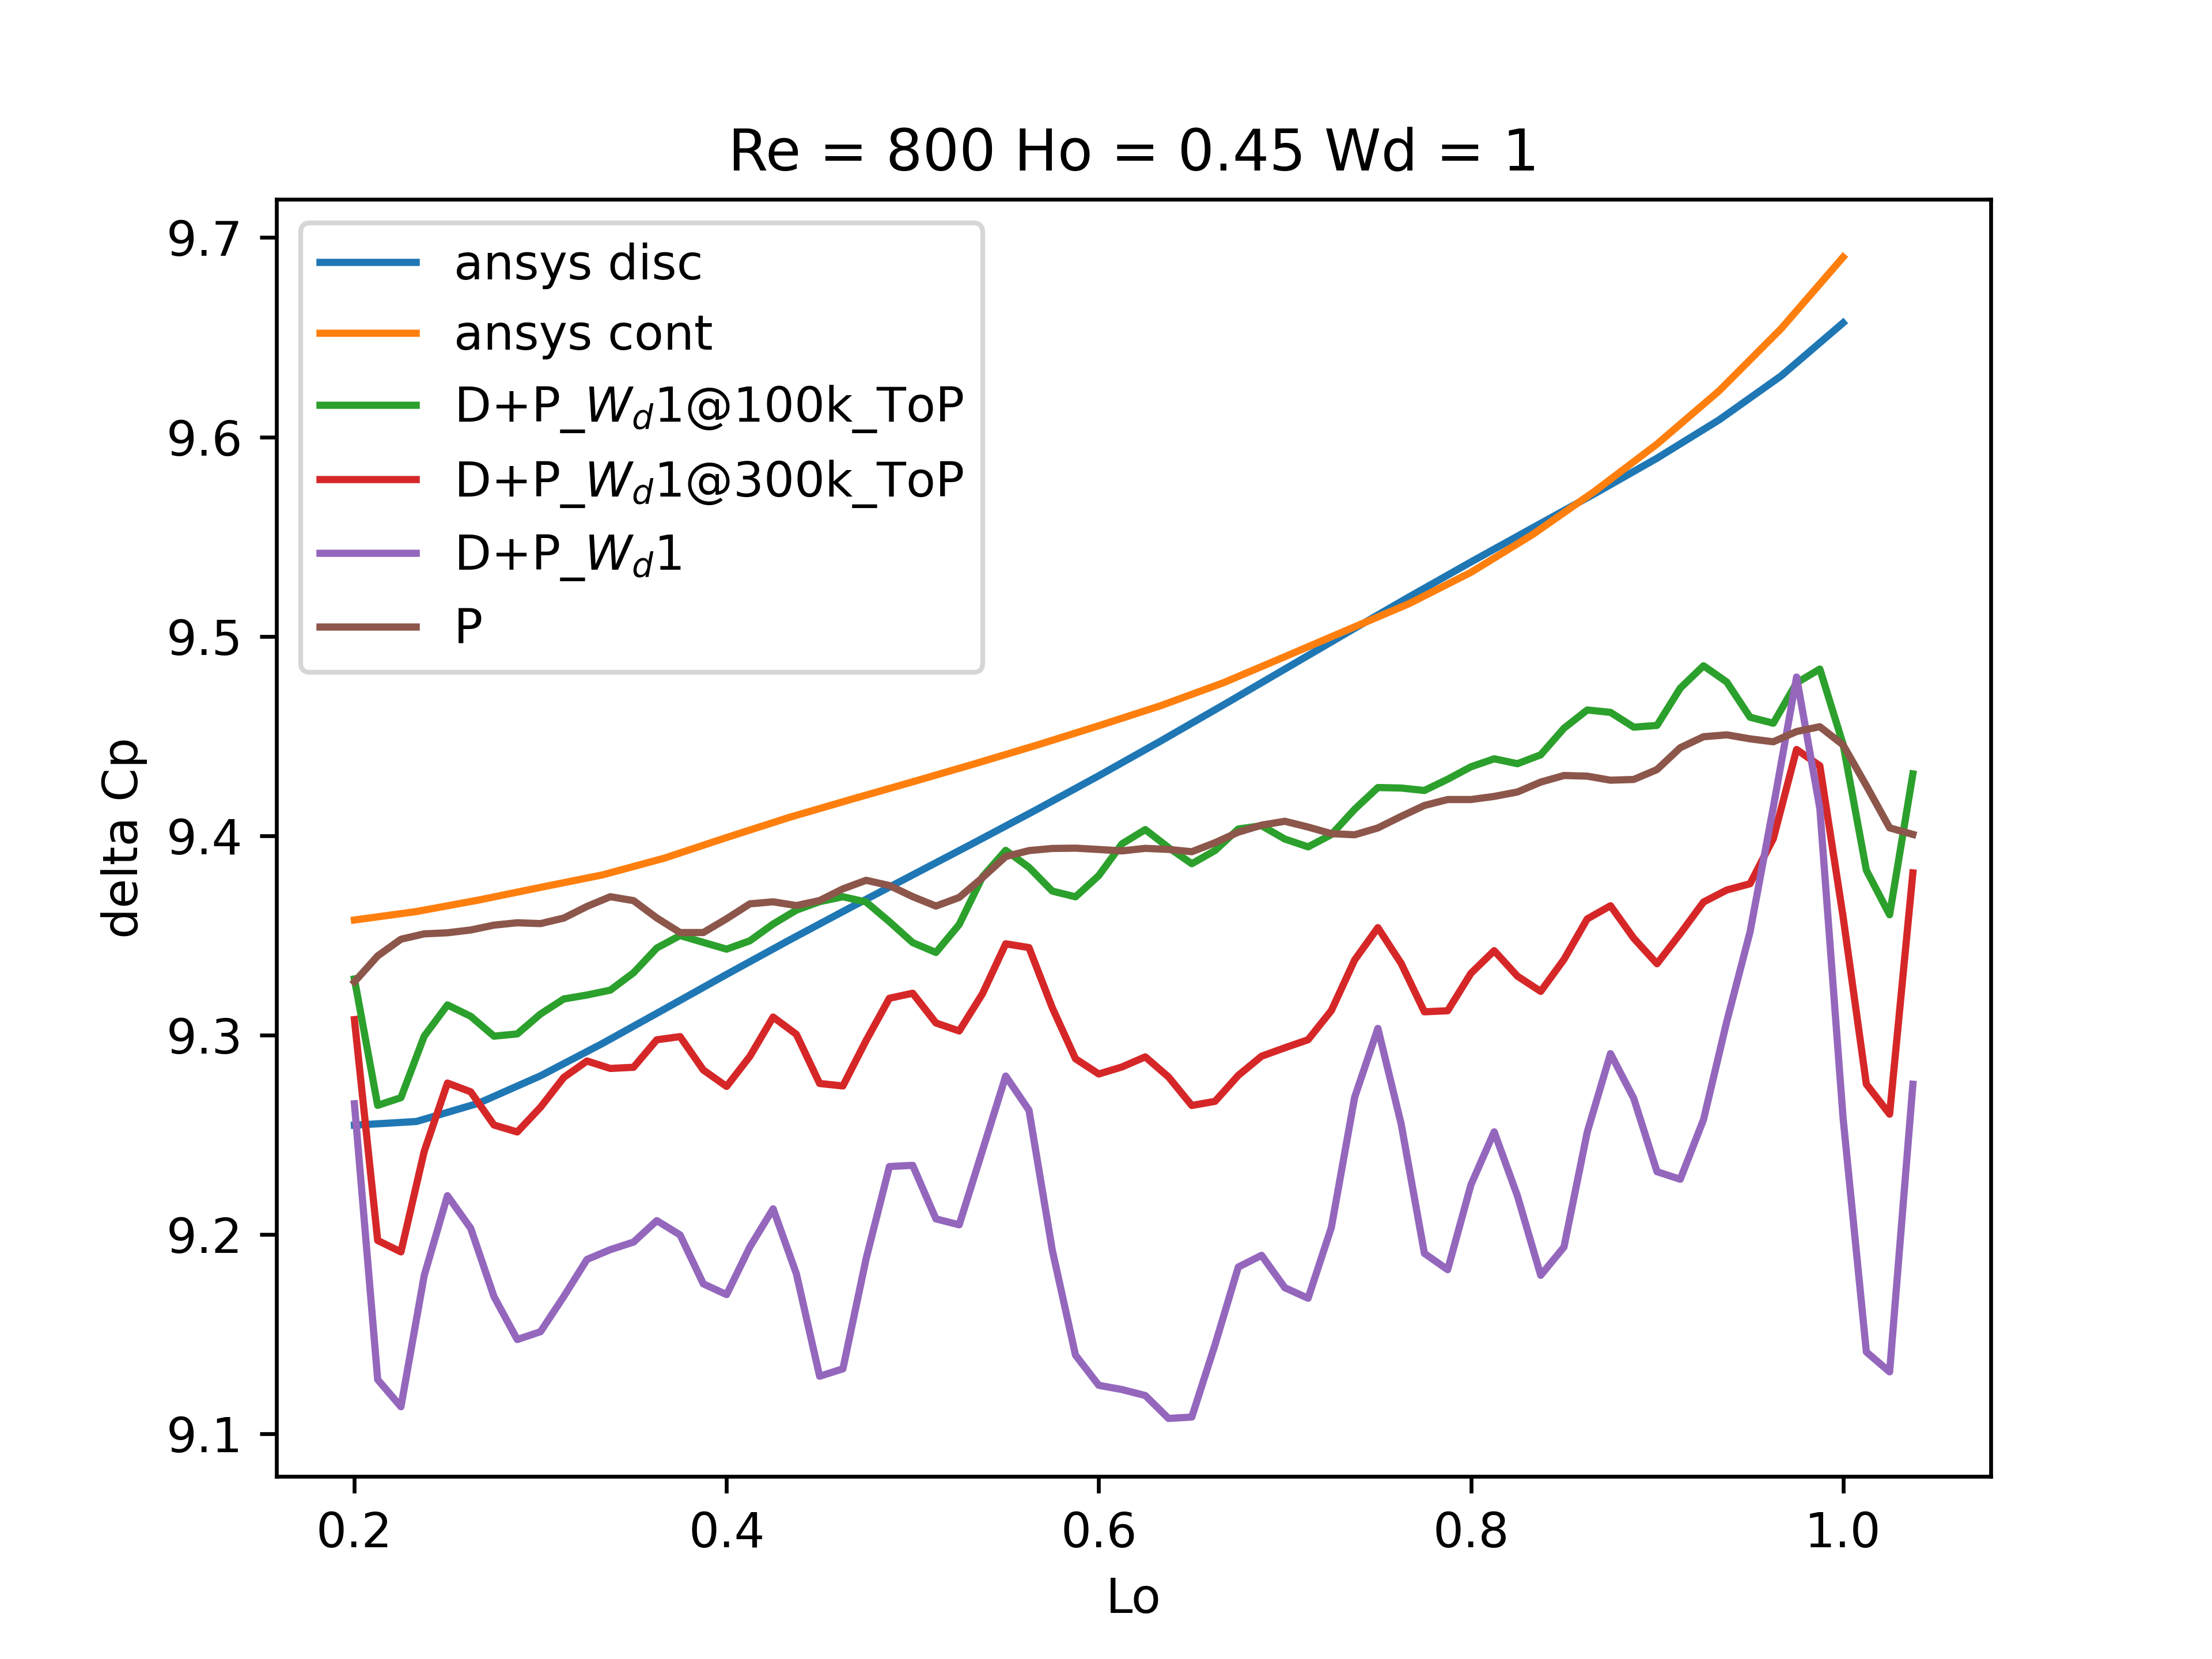 Re = 800 Ho = 0.45 Wd = 1
ansys disc
ansys cont
D+P_W_d1@100k_ToP
D+P_W_d1@300k_ToP
D+P_W_d1
P
9.7
9.6
9.5
9.4
9.3
9.2
9.1
delta Cp
0.2 0.4 0.6 0.8 1.0
Lo